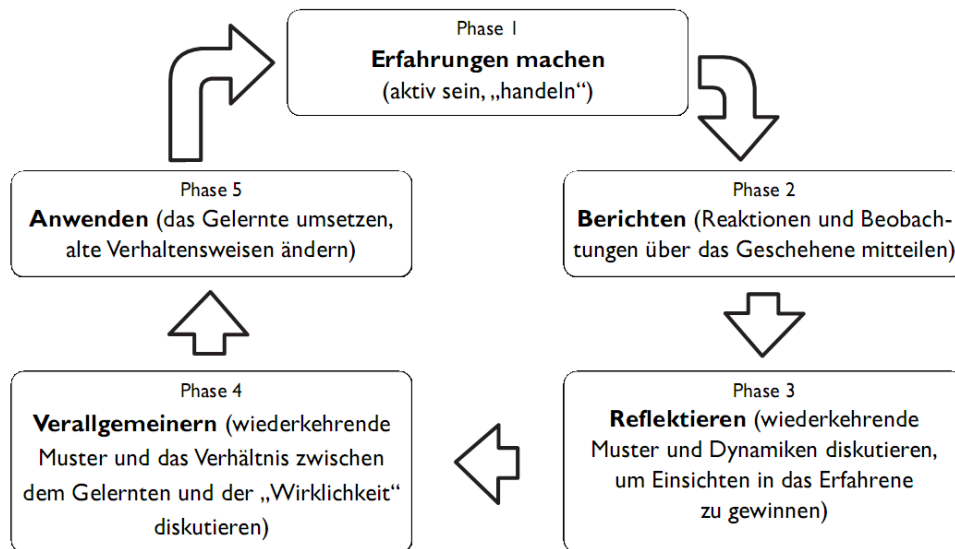 Phase 1
Erfahrungen machen
(aktiv sein, „handeln“)
Phase 2
Berichten (Reaktionen und Beobach-
tungen über das Geschehene mitteilen)
Phase 3
Reflektieren (wiederkehrende
Muster und Dynamiken diskutieren,
um Einsichten in das Erfahrene
zu gewinnen)
Phase 4
Verallgemeinern (wiederkehrende
Muster und das Verhältnis zwischen
dem Gelernten und der „Wirklichkeit“
diskutieren)
Phase 5
Anwenden (das Gelernte umsetzen,
alte Verhaltensweisen ändern)